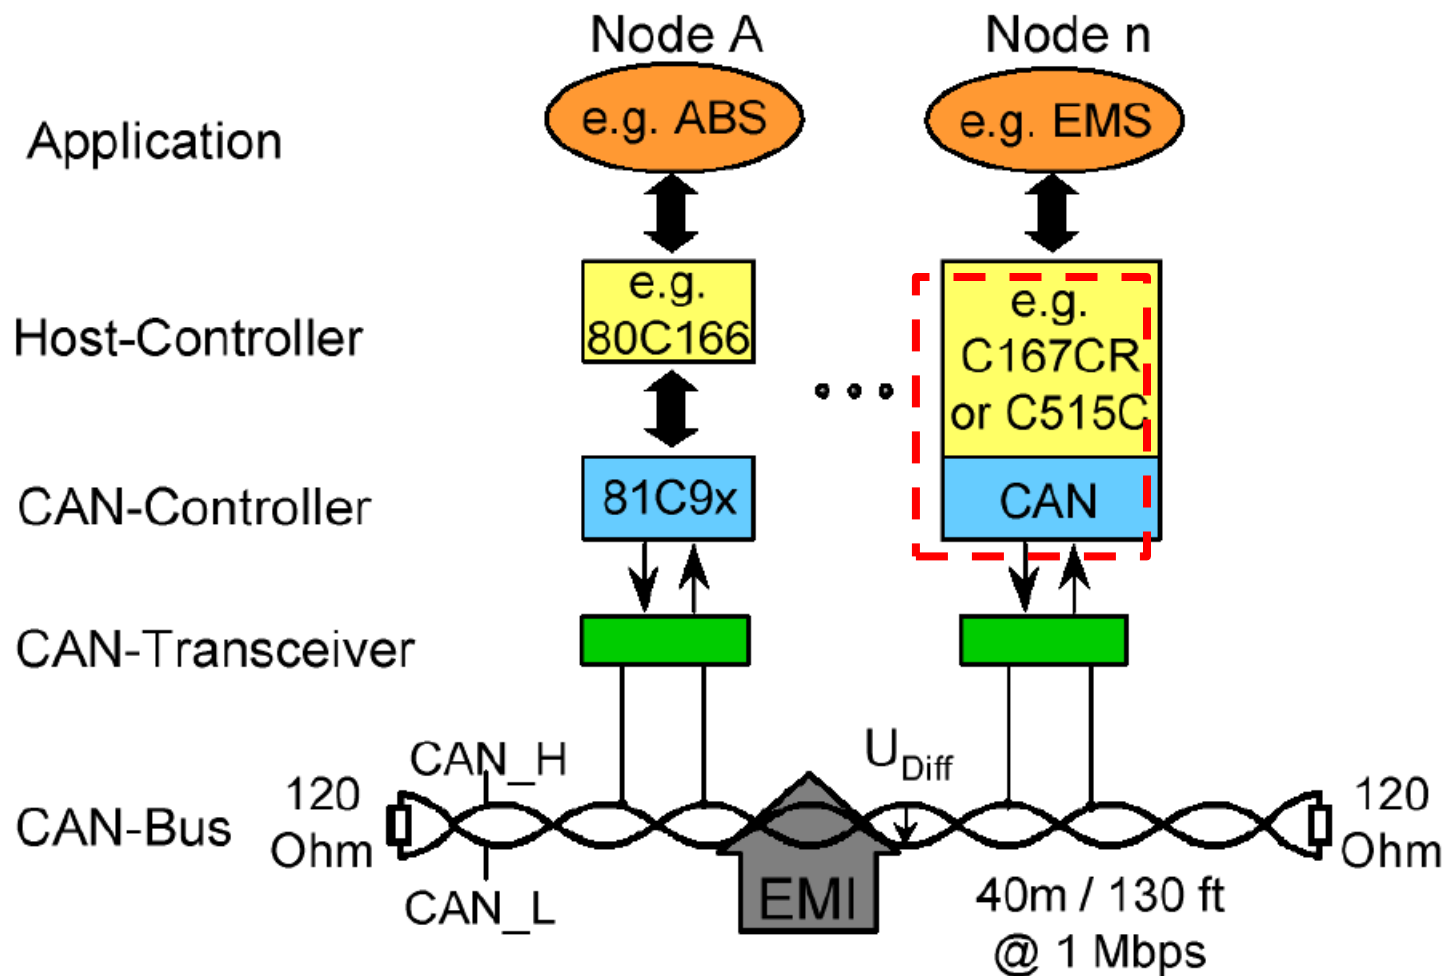 Node A
Node n
Application
e.g. ABS
e.g. EMS
Host-Controller
e.g.
80C166
e.g.
C167CR
or C515C
CAN-Controller
81C9x
CAN
CAN-Transceiver
CAN_H
U Diff
CAN-Bus
120
Ohm
120
Ohm
CAN_L
EMI
40m / 130 ft
@ 1 Mbps